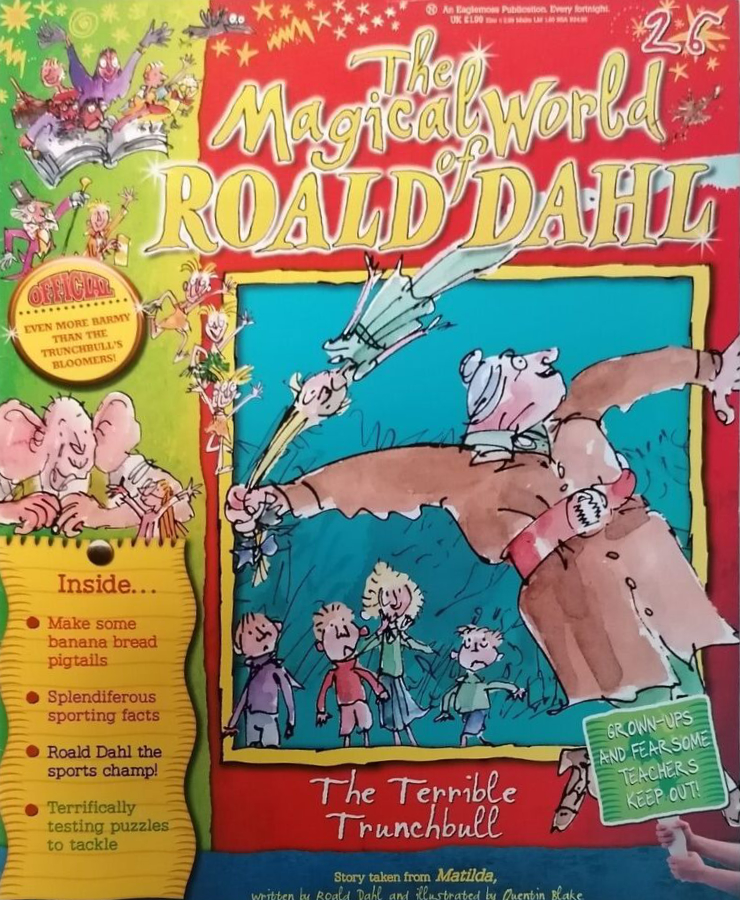 An Eaglemoss Publication. Every fortnight.
UK £1.99
26
The
Magical World
of
ROALD DAHL
OFFICIAL
EVEN MORE BARMY
THAN THE
TRUNCHBULL'S
BLOOMERS!
Inside...
Make some
banana bread
pigtails
Splendiferous
sporting facts
Roald Dahl the
sports champ!
Terrifically
testing puzzles
to tackle
GROWN-UPS
AND FEARSOME
TEACHERS
KEEP OUT!
The Terrible
Trunchbull
Story taken from Matilda,
written by Roald Dahl and illustrated by Quentin Blake